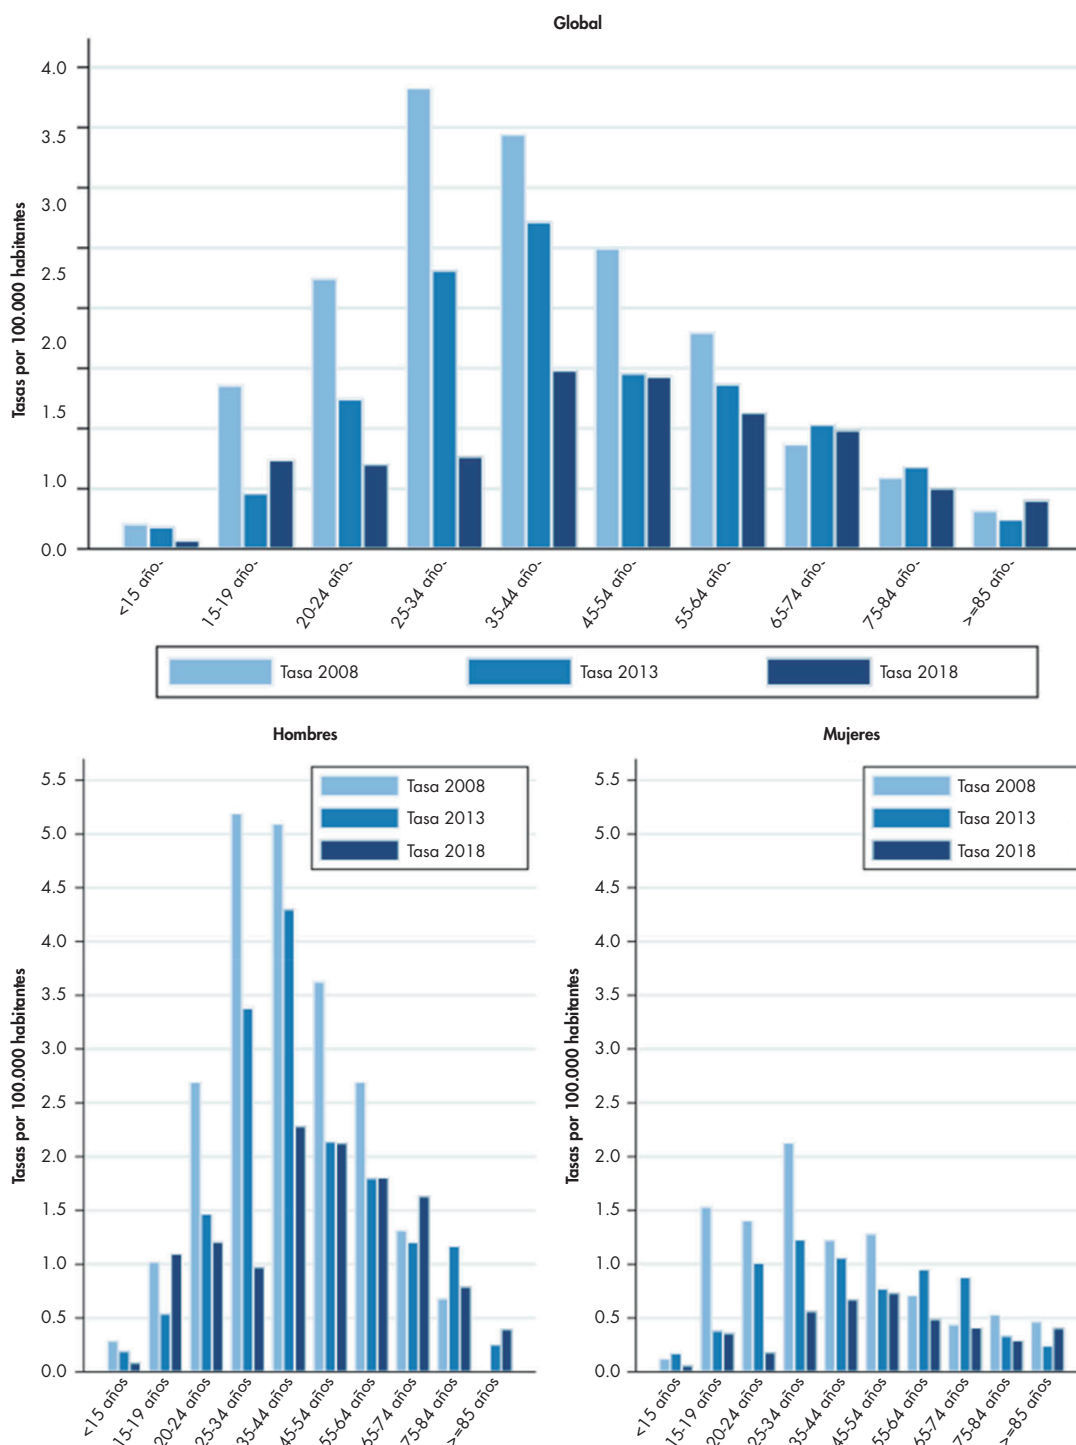 Global
Tasas por 100.000 habitantes
4.0
3.5
3.0
2.5
2.0
1.5
1.0
0.0
<15 año-
15-19 año-
20-24 año-
25-34 año-
35-44 año-
45-54 año-
55-64 año-
65-74 año-
75-84 año-
>=85 año-
Tasa 2008
Tasa 2013
Tasa 2018
Hombres
Tasas por 100.000 habitantes
5.5
5.0
4.5
4.0
3.5
3.0
2.5
2.0
1.5
1.0
0.5
0.0
Tasa 2008
Tasa 2013
Tasa 2018
<15 años
15-19 años
20-24 años
25-34 años
35-44 años
45-54 años
55-64 años
65-74 años
75-84 años
>=85 años
Mujeres
Tasas por 100.000 habitantes
5.5
5.0
4.5
4.0
3.5
3.0
2.5
2.0
1.5
1.0
0.5
0.0
Tasa 2008
Tasa 2013
Tasa 2018
<15 años
15-19 años
20-24 años
25-34 años
35-44 años
45-54 años
55-64 años
65-74 años
75-84 años
>=85 años